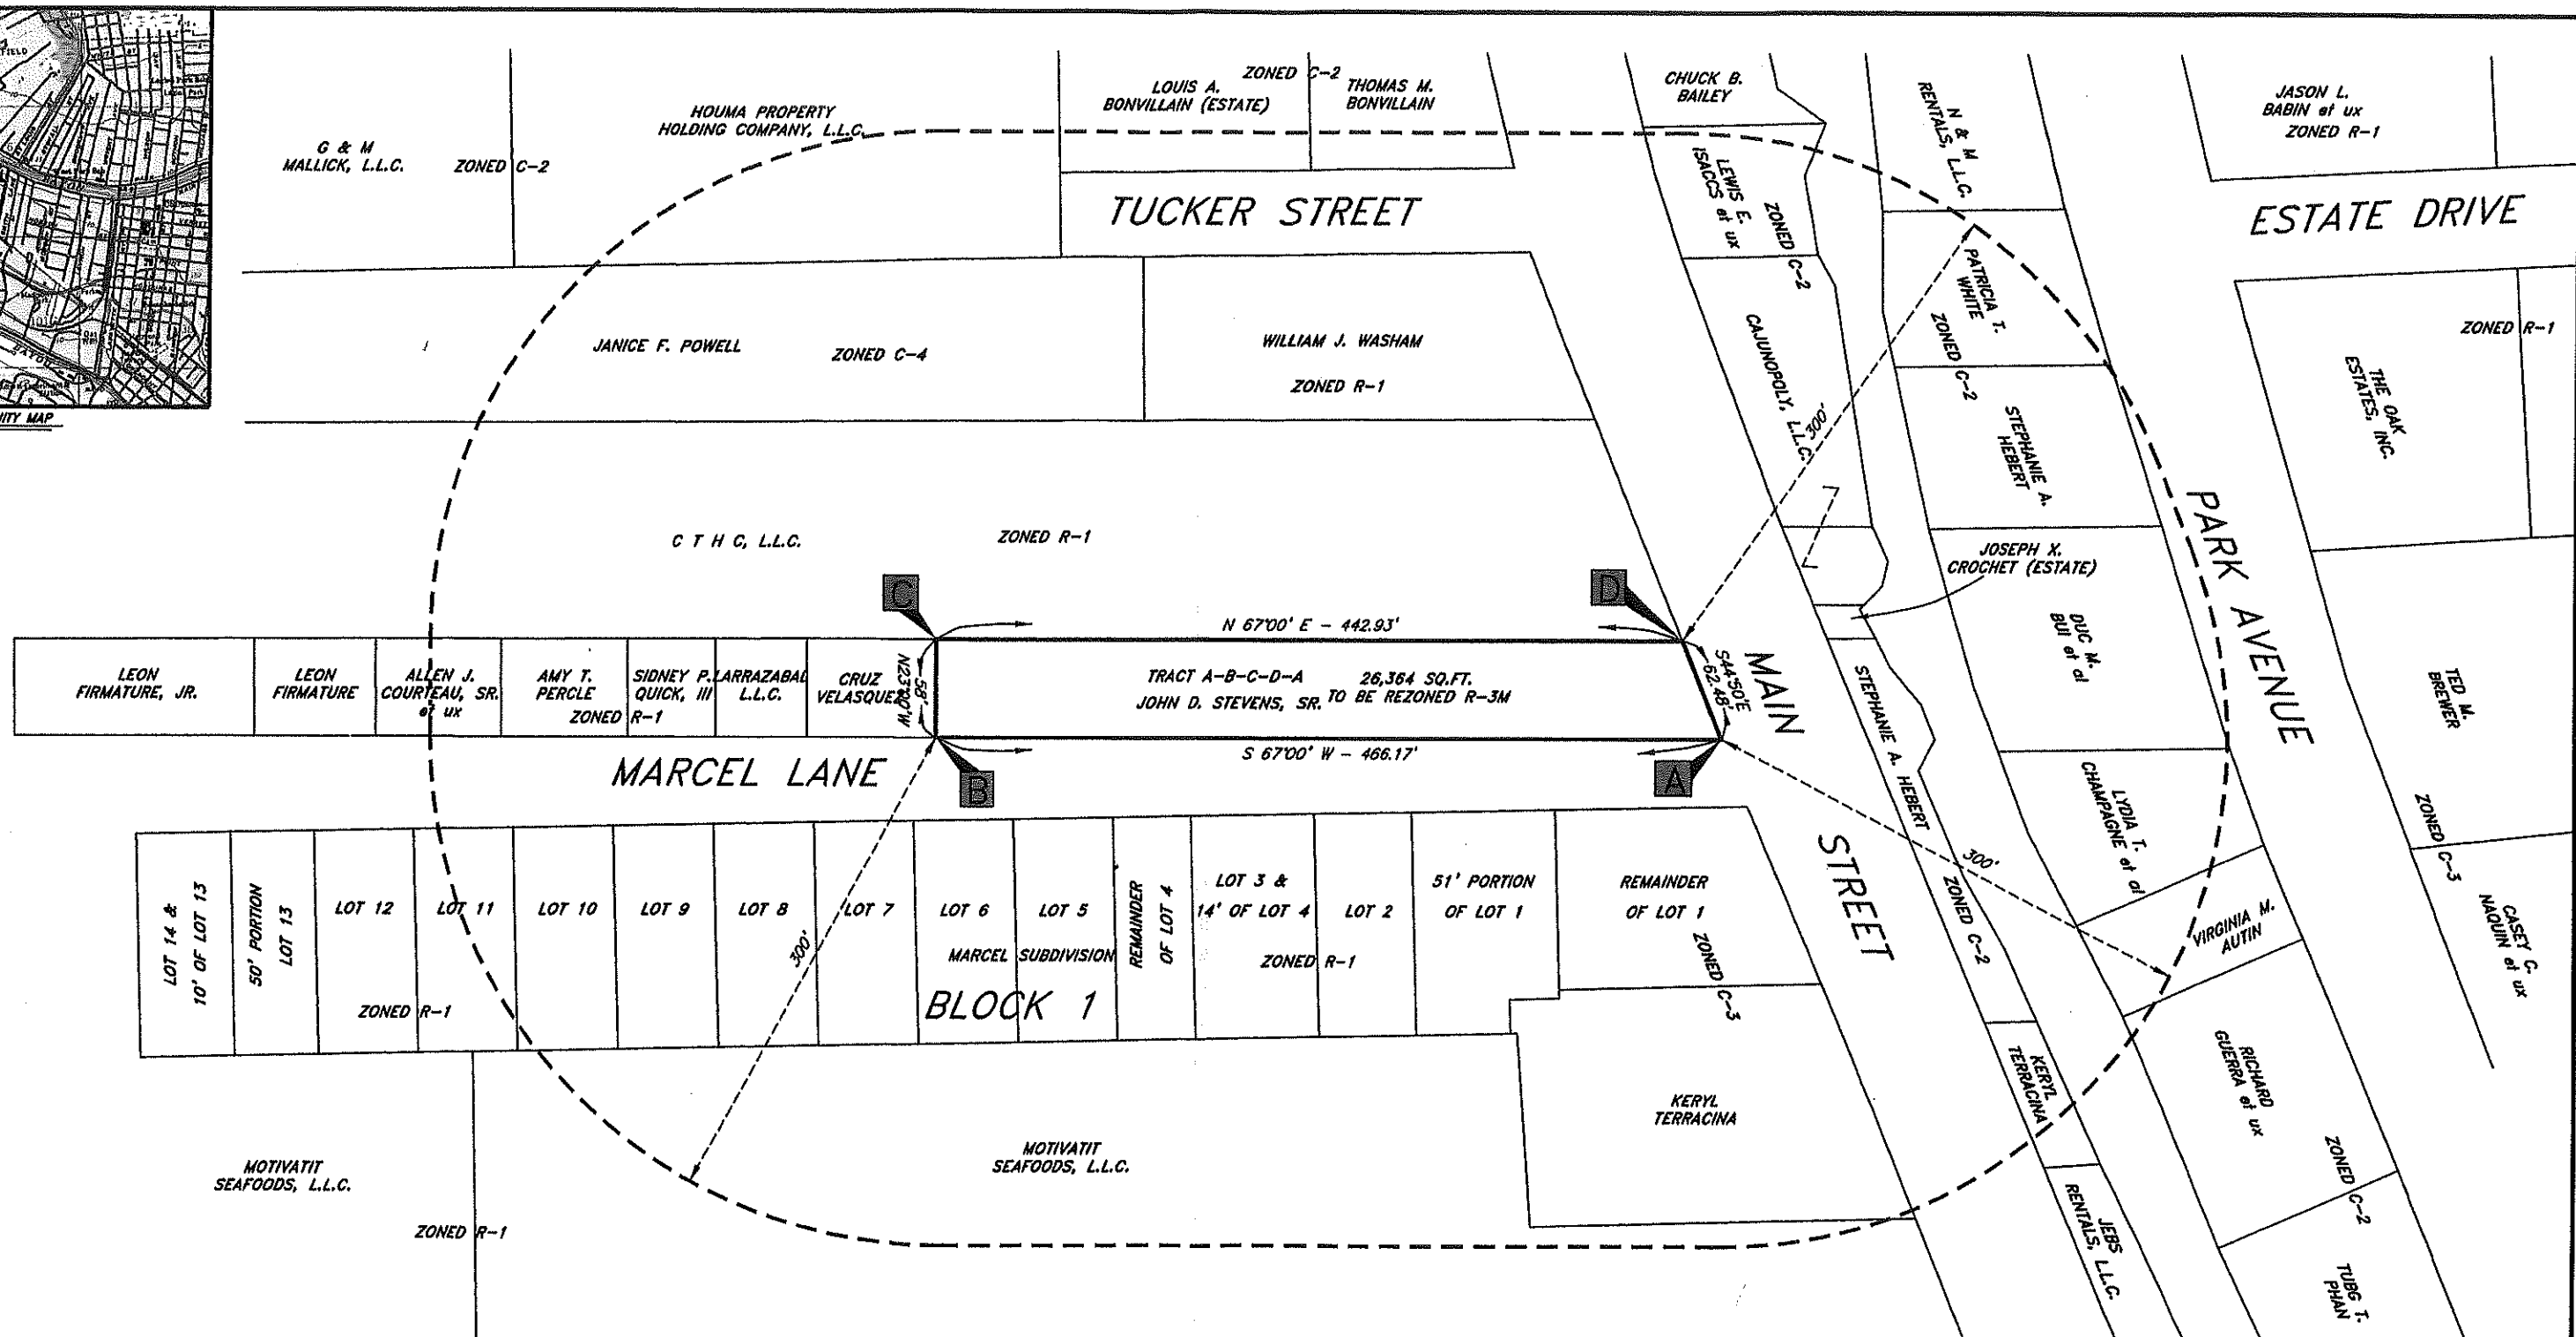 G & M
MALLICK, L.L.C.
ZONED C-2
HOUMA PROPERTY
HOLDING COMPANY, L.L.C.
LOUIS A.
BONVILLAIN (ESTATE)
ZONED C-2
THOMAS M.
BONVILLAIN
CHUCK B.
BAILEY
N & M
RENTALS, L.L.C.
JASON L.
BABIN et ux
ZONED R-1
LEWIS E.
ISACCS et ux
ZONED C-2
TUCKER STREET
ESTATE DRIVE
PATRICIA T.
WHITE
ZONED C-2
JANICE F. POWELL
ZONED C-4
WILLIAM J. WASHAM
ZONED R-1
CAJUNOPOLY, L.L.C.
300'
STEPHANIE A.
HEBERT
THE OAK
ESTATES, INC.
ZONED R-1
MAP
C T H C, L.L.C.
ZONED R-1
JOSEPH X.
CROCHET (ESTATE)
PARK AVENUE
C
D
N 67°00' E - 442.93'
LEON
FIRMATURE, JR.
LEON
FIRMATURE
ALLEN J.
COURTEAU, SR.
et ux
AMY T.
PERCLE
SIDNEY P.
QUICK, III
ZONED R-1
LARRAZABAL
L.L.C.
CRUZ
VELASQUEZ
N23°00'W
58'
TRACT A-B-C-D-A
26,364 SQ.FT.
JOHN D. STEVENS, SR.
TO BE REZONED R-3M
S44°50'E
62.48'
MAIN
STREET
DUC M.
BUI et al
TED M.
BREWER
S 67°00' W - 466.17'
MARCEL LANE
B
A
STEPHANIE A. HEBERT
ZONED C-2
LYDIA T.
CHAMPAGNE et al
300'
ZONED C-3
VIRGINIA M.
AUTIN
CASEY C.
NAQUIN et ux
LOT 14 &
10' OF LOT 13
50' PORTION
LOT 13
LOT 12
LOT 11
LOT 10
LOT 9
LOT 8
LOT 7
LOT 6
LOT 5
REMAINDER
OF LOT 4
LOT 3 &
14' OF LOT 4
LOT 2
51' PORTION
OF LOT 1
REMAINDER
OF LOT 1
300'
MARCEL SUBDIVISION
ZONED R-1
ZONED C-3
ZONED R-1
BLOCK 1
KERYL
TERRACINA
KERYL
TERRACINA
RICHARD
GUERRA et ux
ZONED C-2
MOTIVATIT
SEAFOODS, L.L.C.
MOTIVATIT
SEAFOODS, L.L.C.
ZONED R-1
JEBS
RENTALS, L.L.C.
TUBG T.
PHAN